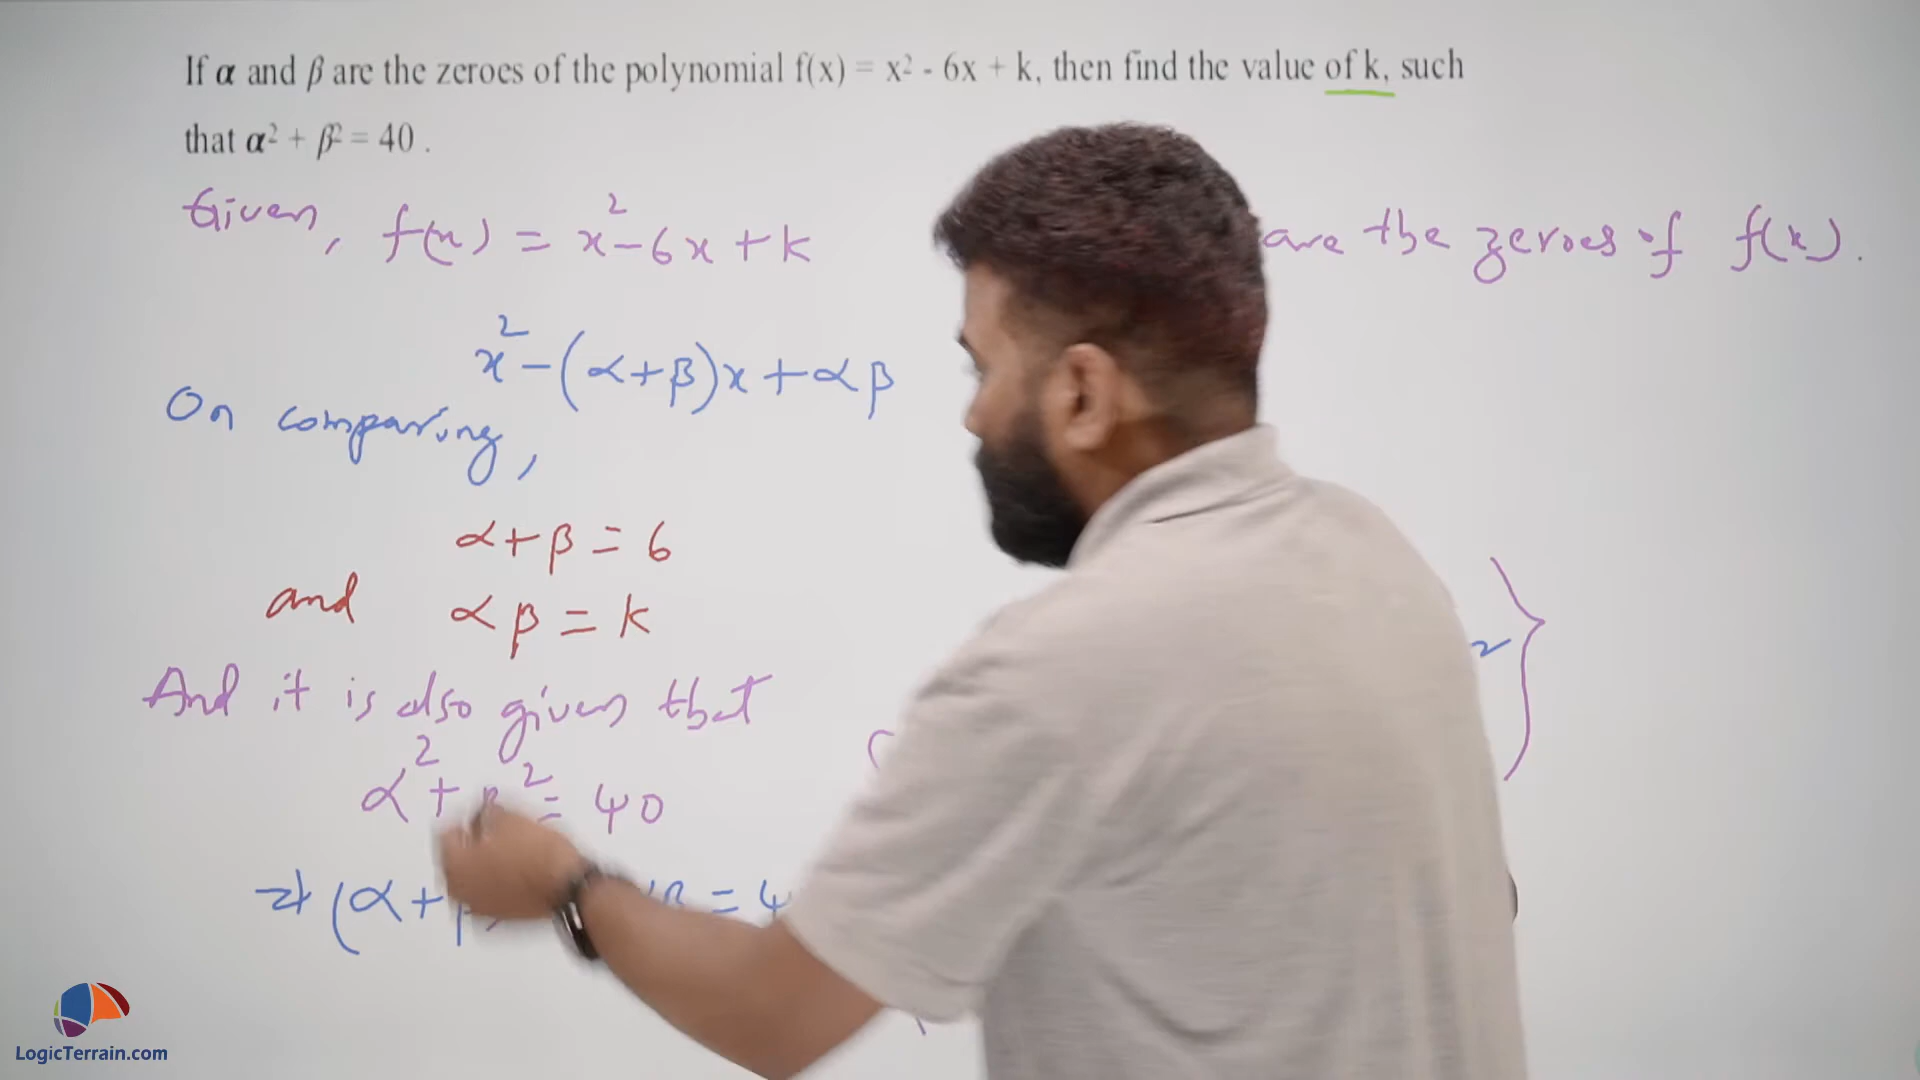 If α and β are the zeroes of the polynomial f(x) = x² - 6x + k, then find the value of k, such
that α² + β² = 40 .
Given, f(x) = x² - 6x + k are the zeroes of f(x).
x² - (α+β)x + αβ
On comparing,
α+β = 6
and αβ = k
And it is also given that
α² + β² = 40
⇒ (α+β β = 4
LogicTerrain.com